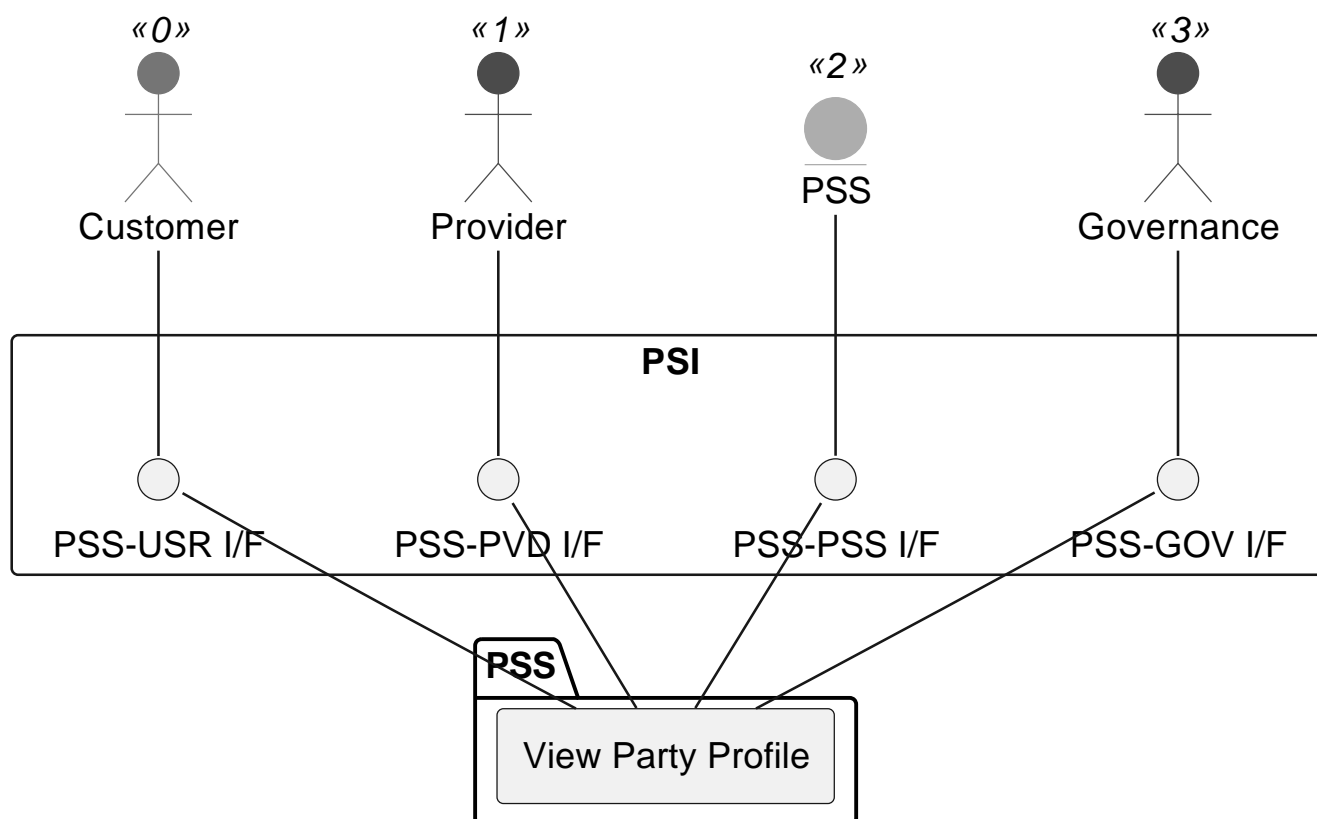 «0»
«1»
«2»
«3»
Customer
Provider
PSS
Governance
PSI
PSS-USR I/F
PSS-PVD I/F
PSS-PSS I/F
PSS-GOV I/F
PSS
View Party Profile